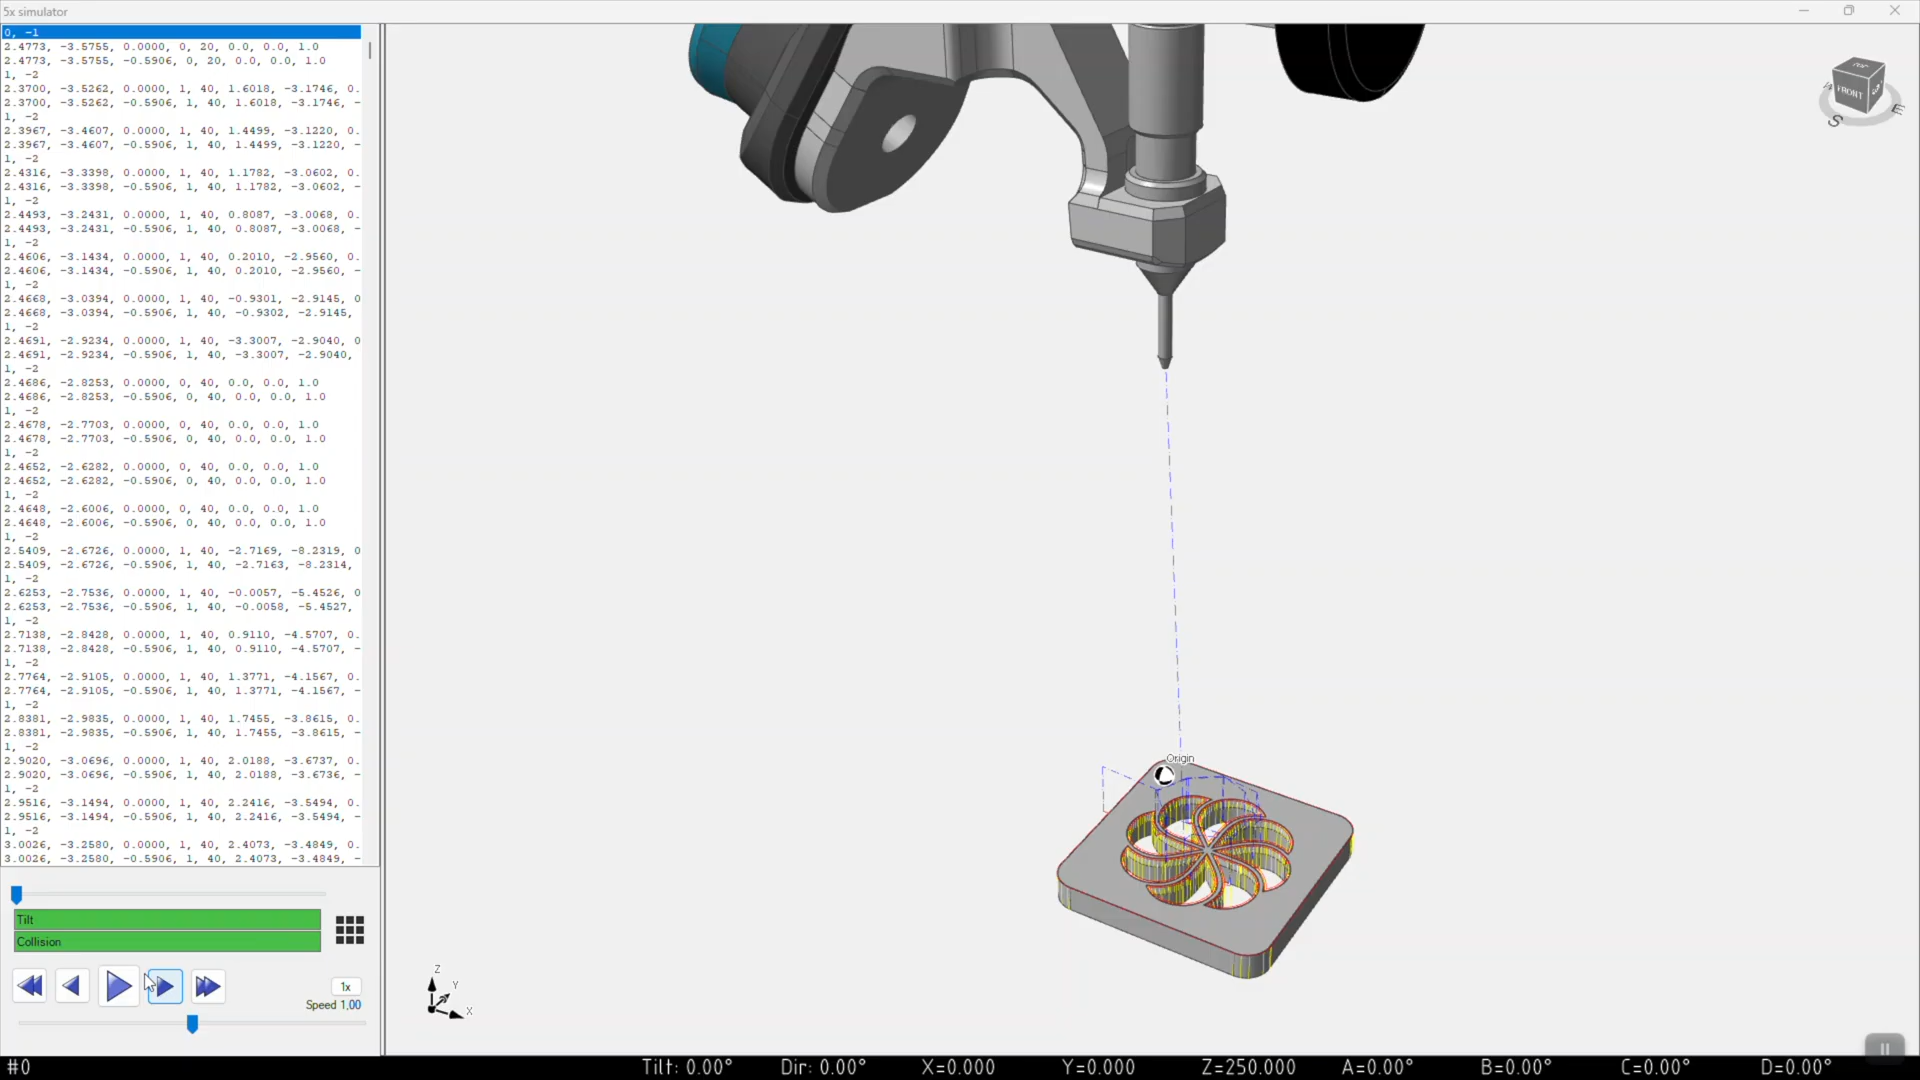 5x simulator
0, -1
2.4773, -3.5755, 0.0000, 0, 20, 0.0, 0.0, 1.0
2.4773, -3.5755, -0.5906, 0, 20, 0.0, 0.0, 1.0
1, -2
2.3700, -3.5262, 0.0000, 1, 40, 1.6018, -3.1746, 0.
2.3700, -3.5262, -0.5906, 1, 40, 1.6018, -3.1746, -
1, -2
2.3967, -3.4607, 0.0000, 1, 40, 1.4499, -3.1220, 0.
2.3967, -3.4607, -0.5906, 1, 40, 1.4499, -3.1220, -
1, -2
2.4316, -3.3398, 0.0000, 1, 40, 1.1782, -3.0602, 0.
2.4316, -3.3398, -0.5906, 1, 40, 1.1782, -3.0602, -
1, -2
2.4493, -3.2431, 0.0000, 1, 40, 0.8087, -3.0068, 0.
2.4493, -3.2431, -0.5906, 1, 40, 0.8087, -3.0068, -
1, -2
2.4606, -3.1434, 0.0000, 1, 40, 0.2010, -2.9560, 0.
2.4606, -3.1434, -0.5906, 1, 40, 0.2010, -2.9560, -
1, -2
2.4668, -3.0394, 0.0000, 1, 40, -0.9301, -2.9145, 0
2.4668, -3.0394, -0.5906, 1, 40, -0.9302, -2.9145,
1, -2
2.4691, -2.9234, 0.0000, 1, 40, -3.3007, -2.9040, 0
2.4691, -2.9234, -0.5906, 1, 40, -3.3007, -2.9040,
1, -2
2.4686, -2.8253, 0.0000, 0, 40, 0.0, 0.0, 1.0
2.4686, -2.8253, -0.5906, 0, 40, 0.0, 0.0, 1.0
1, -2
2.4678, -2.7703, 0.0000, 0, 40, 0.0, 0.0, 1.0
2.4678, -2.7703, -0.5906, 0, 40, 0.0, 0.0, 1.0
1, -2
2.4652, -2.6282, 0.0000, 0, 40, 0.0, 0.0, 1.0
2.4652, -2.6282, -0.5906, 0, 40, 0.0, 0.0, 1.0
1, -2
2.4648, -2.6006, 0.0000, 0, 40, 0.0, 0.0, 1.0
2.4648, -2.6006, -0.5906, 0, 40, 0.0, 0.0, 1.0
1, -2
2.5409, -2.6726, 0.0000, 1, 40, -2.7169, -8.2319, 0
2.5409, -2.6726, -0.5906, 1, 40, -2.7163, -8.2314,
1, -2
2.6253, -2.7536, 0.0000, 1, 40, -0.0057, -5.4526, 0
2.6253, -2.7536, -0.5906, 1, 40, -0.0058, -5.4527,
1, -2
2.7138, -2.8428, 0.0000, 1, 40, 0.9110, -4.5707, 0.
2.7138, -2.8428, -0.5906, 1, 40, 0.9110, -4.5707, -
1, -2
2.7764, -2.9105, 0.0000, 1, 40, 1.3771, -4.1567, 0.
2.7764, -2.9105, -0.5906, 1, 40, 1.3771, -4.1567, -
1, -2
2.8381, -2.9835, 0.0000, 1, 40, 1.7455, -3.8615, 0.
2.8381, -2.9835, -0.5906, 1, 40, 1.7455, -3.8615, -
1, -2
2.9020, -3.0696, 0.0000, 1, 40, 2.0188, -3.6737, 0.
2.9020, -3.0696, -0.5906, 1, 40, 2.0188, -3.6736, -
1, -2
2.9516, -3.1494, 0.0000, 1, 40, 2.2416, -3.5494, 0.
2.9516, -3.1494, -0.5906, 1, 40, 2.2416, -3.5494, -
1, -2
3.0026, -3.2580, 0.0000, 1, 40, 2.4073, -3.4849, 0.
3.0026, -3.2580, -0.5906, 1, 40, 2.4073, -3.4849, -
Tilt
Collision
1x
Speed 1,00
FRONT
S
E
Origin
Z
Y
X
#0 Tilt: 0.00° Dir: 0.00° X=0.000 Y=0.000 Z=250.000 A=0.00° B=0.00° C=0.00° D=0.00°